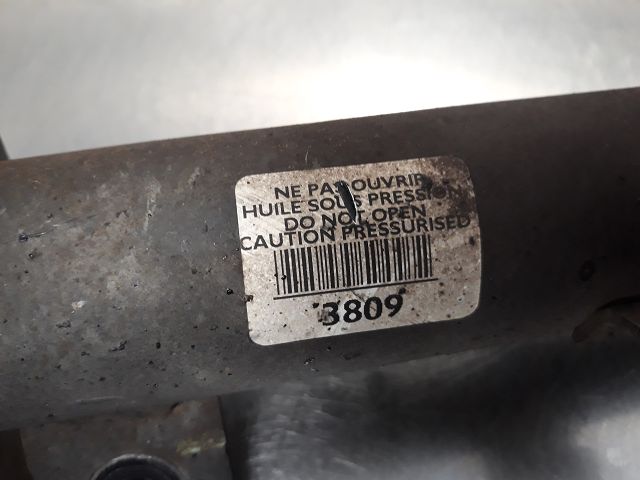 NE PAS OUVRIR
HUILE SOUS PRESSION
DO NOT OPEN
CAUTION PRESSURISED
3809